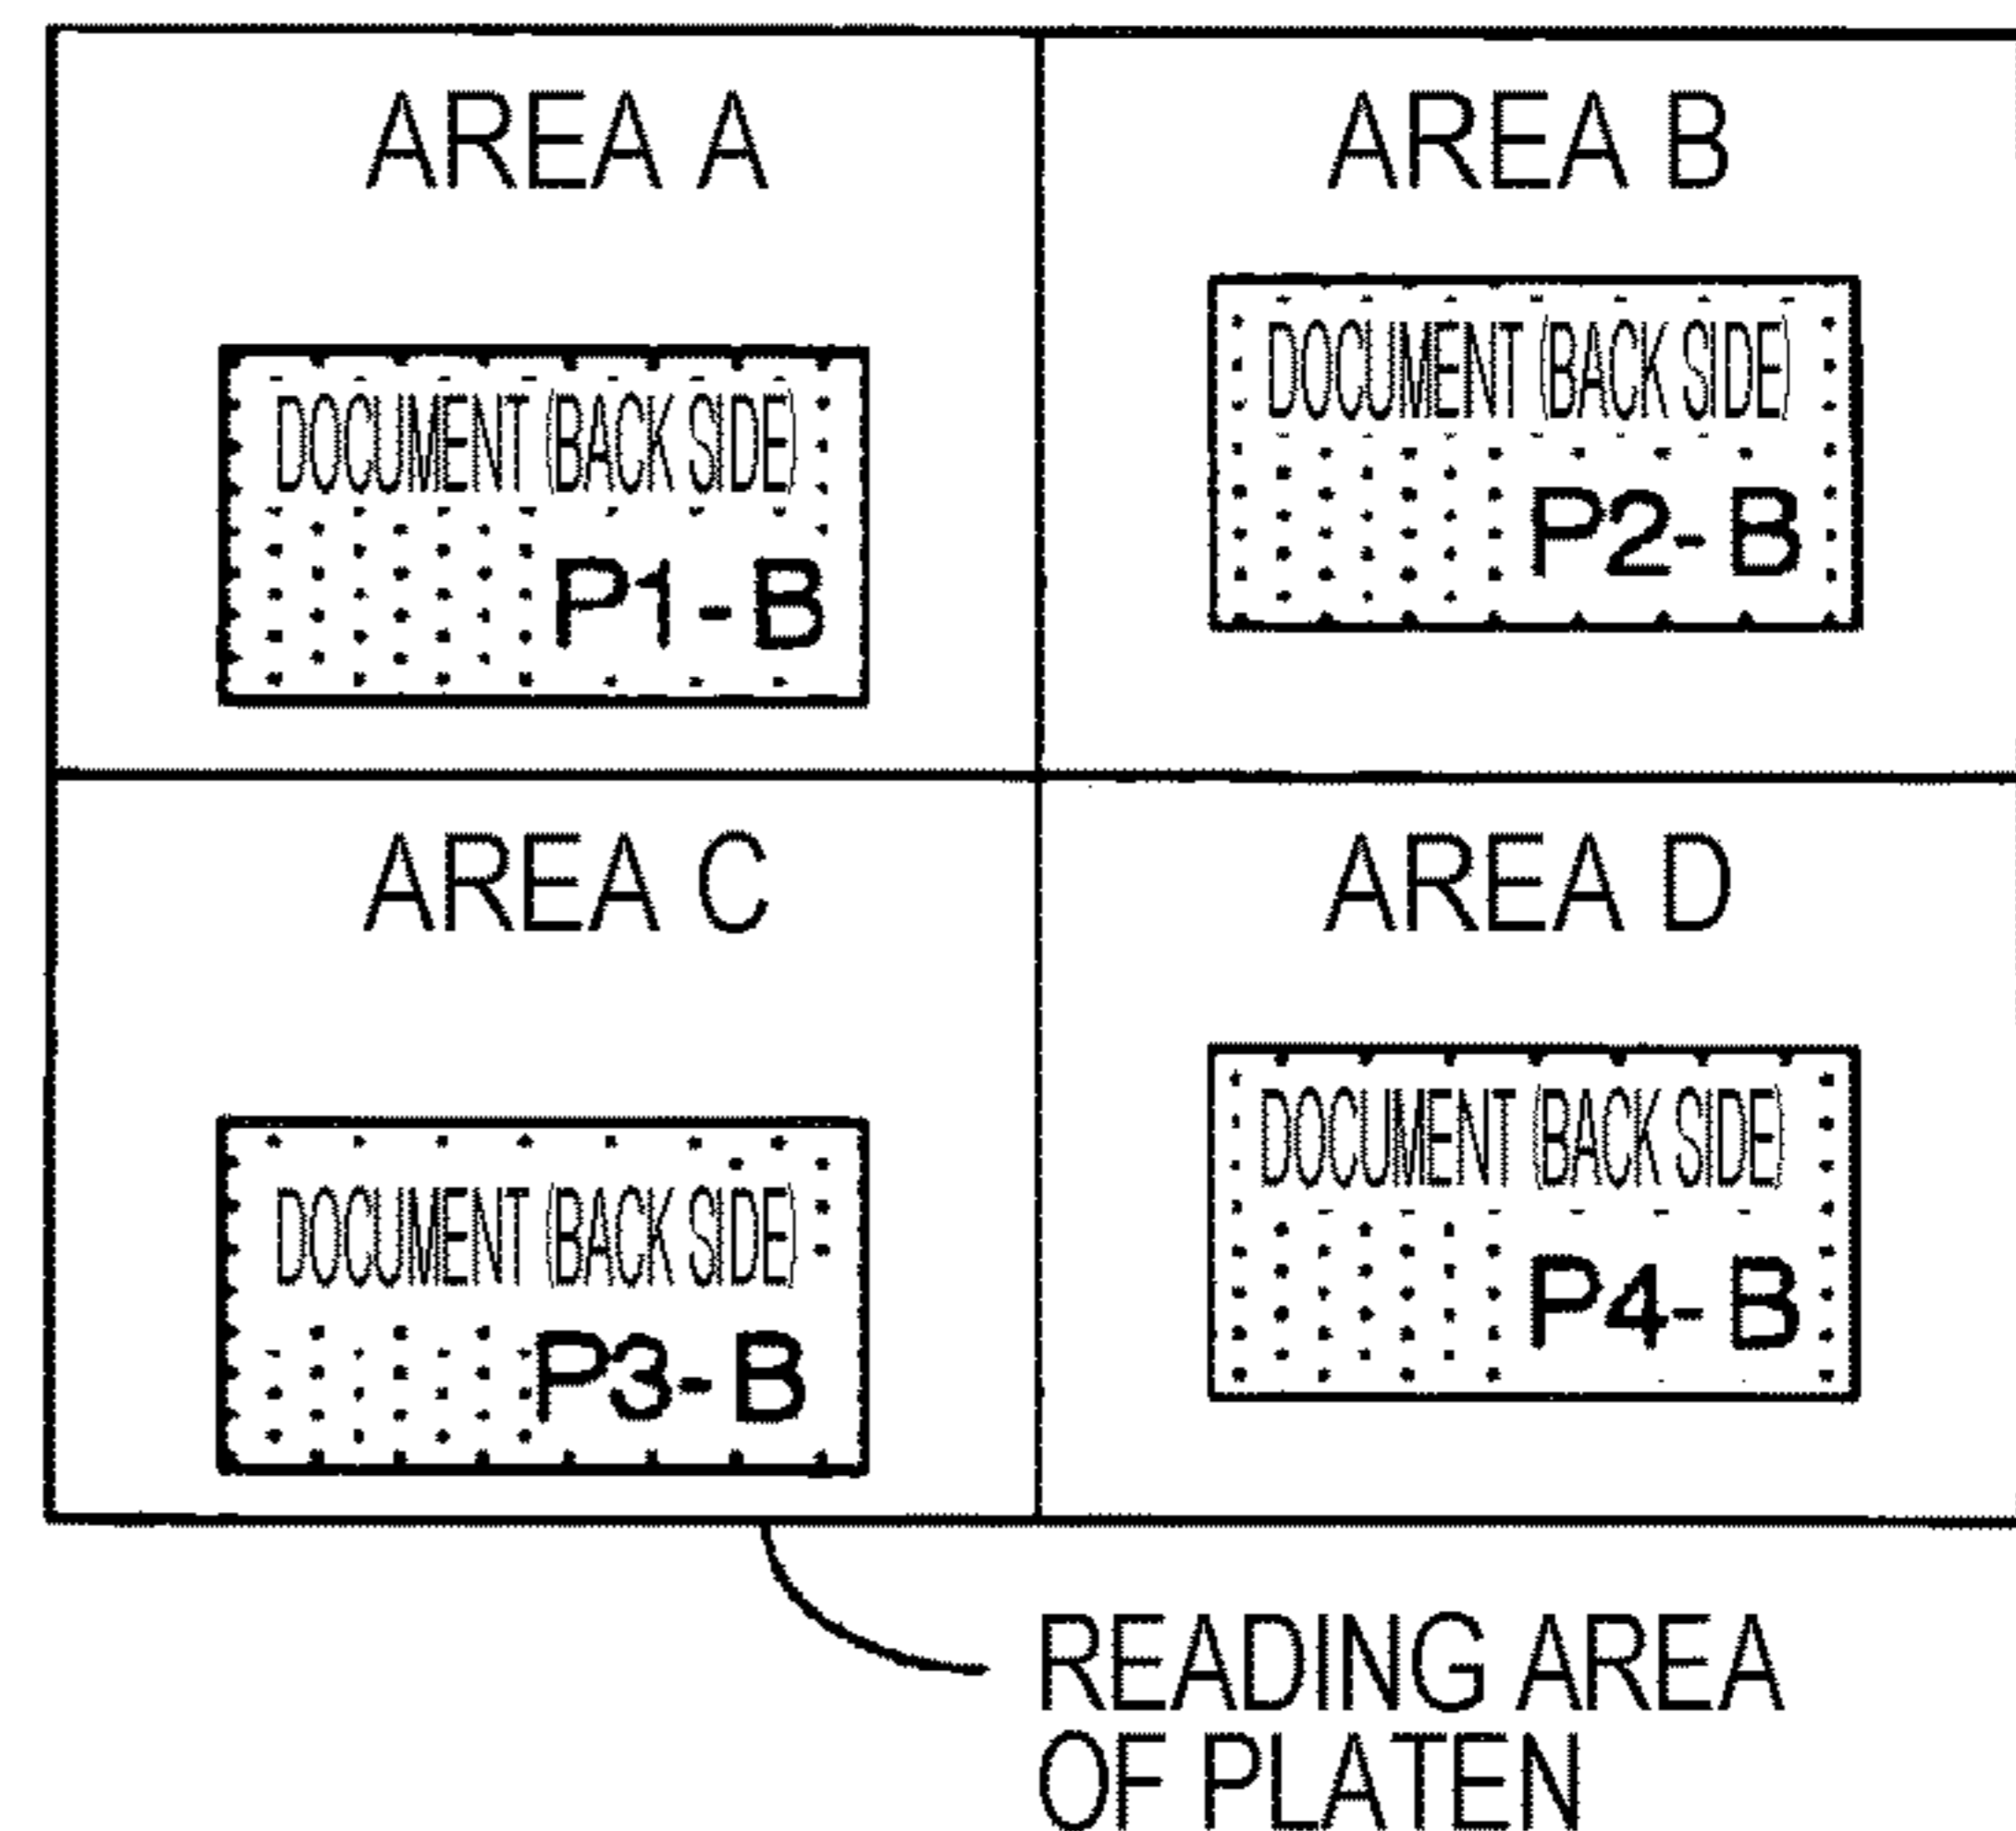 AREA A
DOCUMENT (BACK SIDE)
P1-B
AREA B
DOCUMENT (BACK SIDE)
P2-B
AREA C
DOCUMENT (BACK SIDE)
P3-B
AREA D
DOCUMENT (BACK SIDE)
P4-B
READING AREA
OF PLATEN